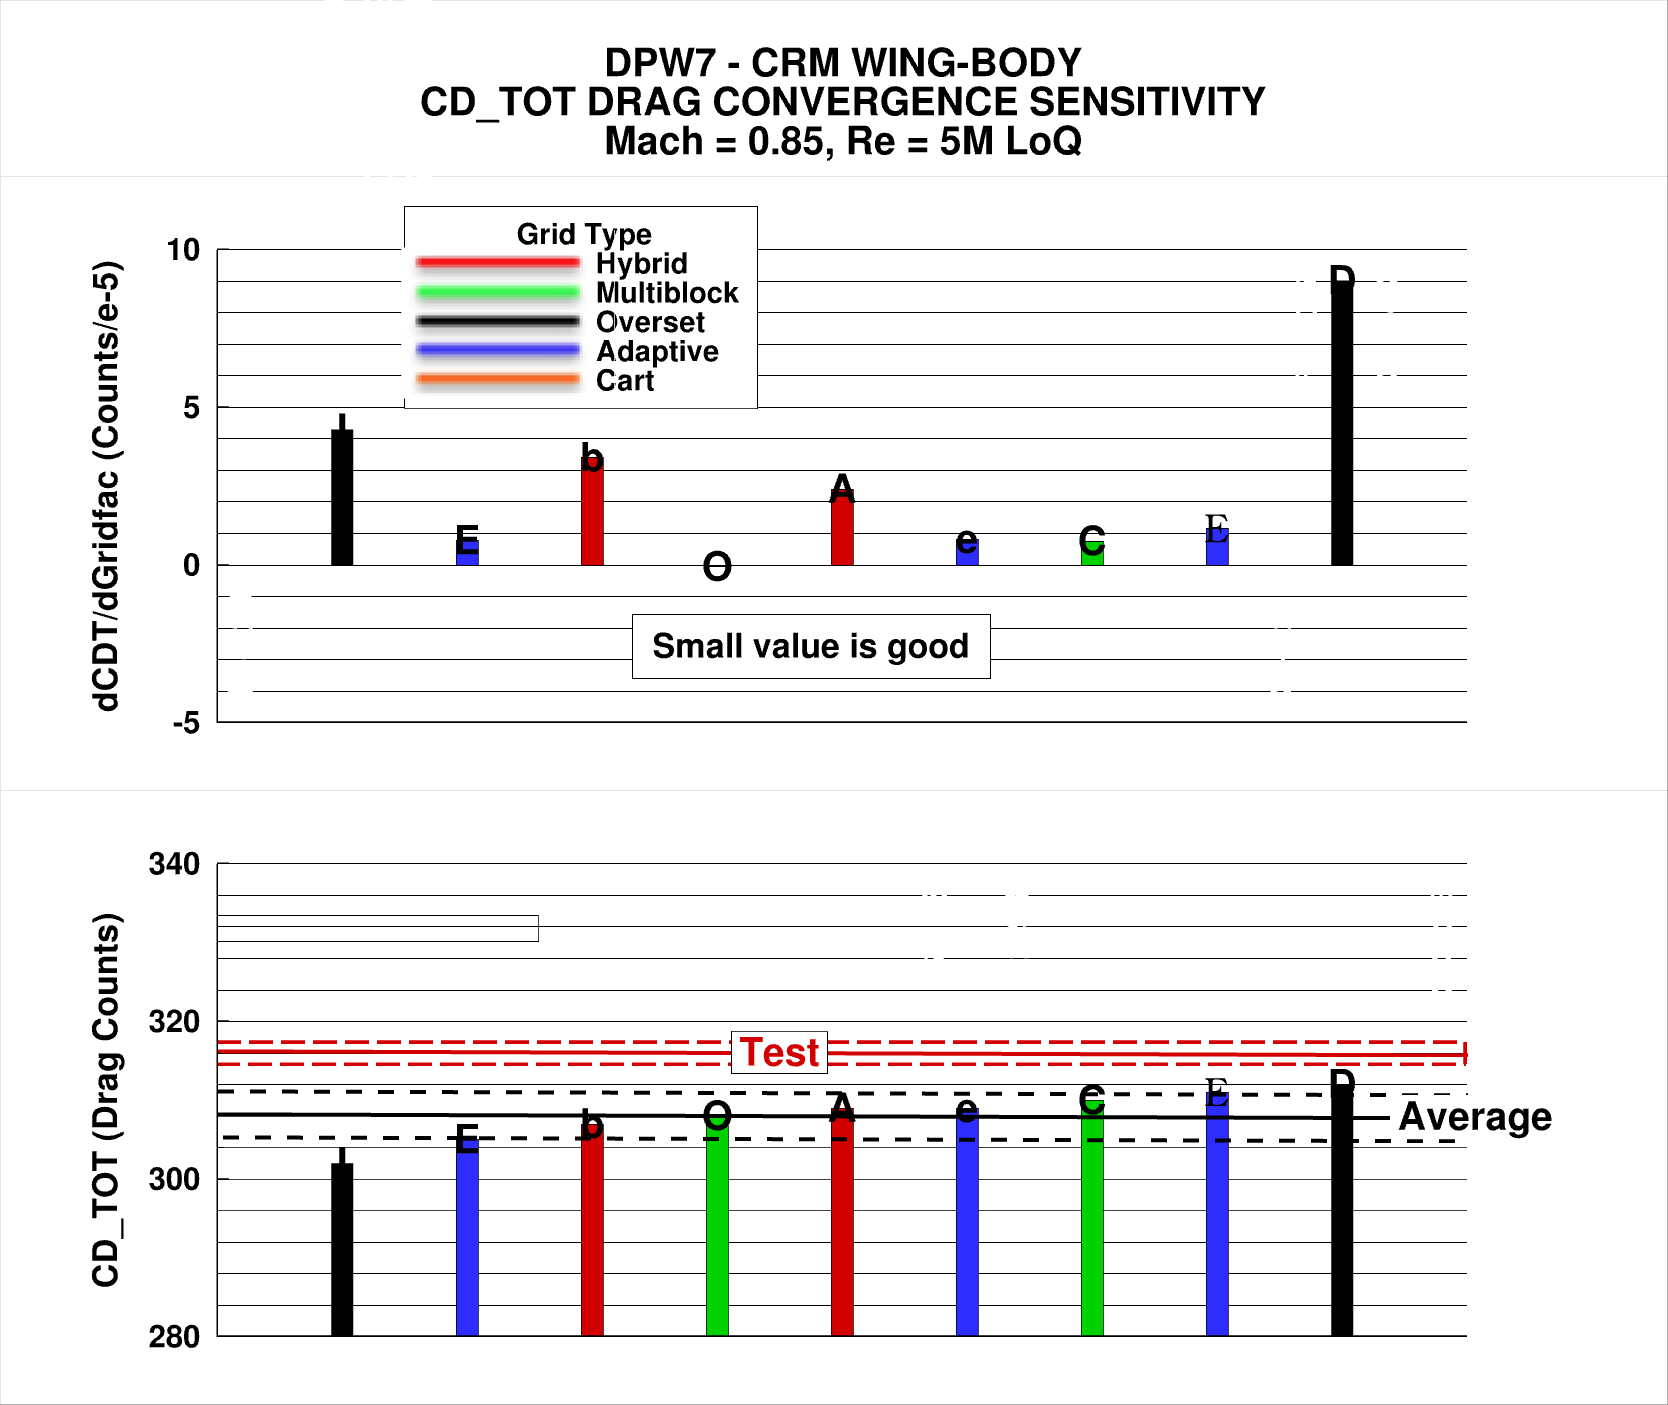 DPW7 - CRM WING-BODY
CD_TOT DRAG CONVERGENCE SENSITIVITY
Mach = 0.85, Re = 5M LoQ
Grid Type
Hybrid
Multiblock
Overset
Adaptive
Cart
dCDT/dGridfac (Counts/e-5)
10
5
0
-5
E
b
O
A
e
C
E
D
Small value is good
CD_TOT (Drag Counts)
340
320
300
280
Test
E
b
O
A
e
C
E
D
Average